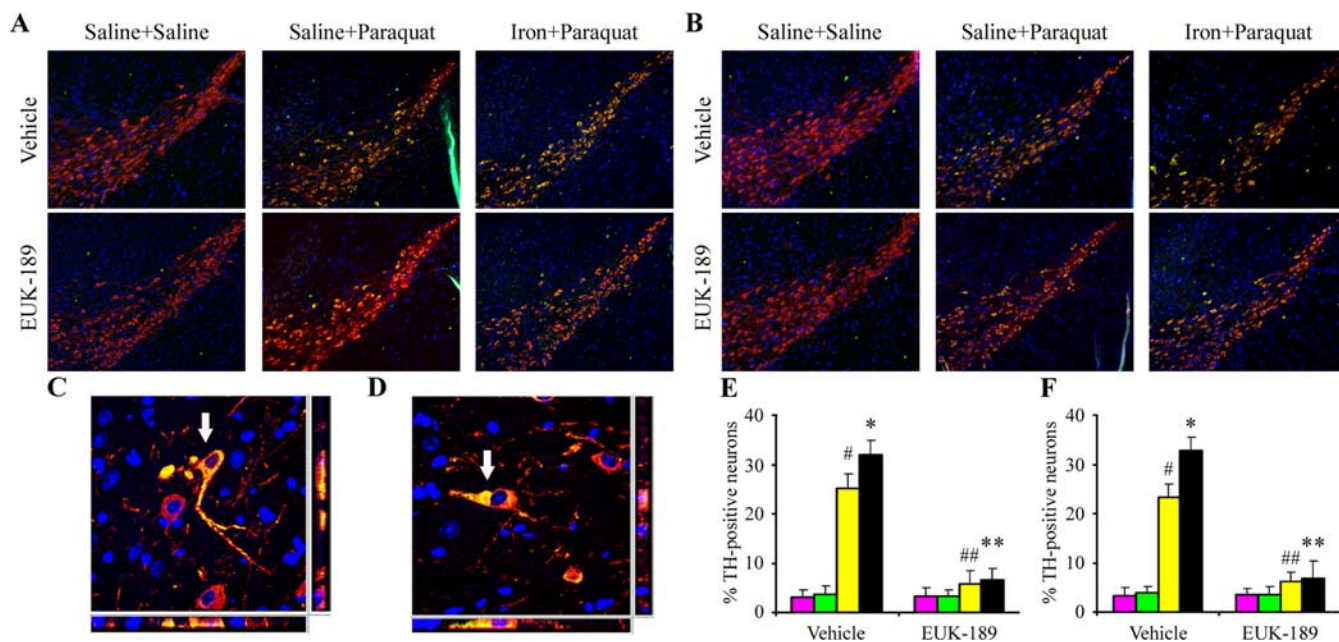 A
Saline+Saline Saline+Paraquat Iron+Paraquat
Vehicle
EUK-189
B
Saline+Saline Saline+Paraquat Iron+Paraquat
Vehicle
EUK-189
C
D
E
% TH-positive neurons
40
30
20
10
0
#
*
##
**
Vehicle EUK-189
F
% TH-positive neurons
40
30
20
10
0
#
*
##
**
Vehicle EUK-189